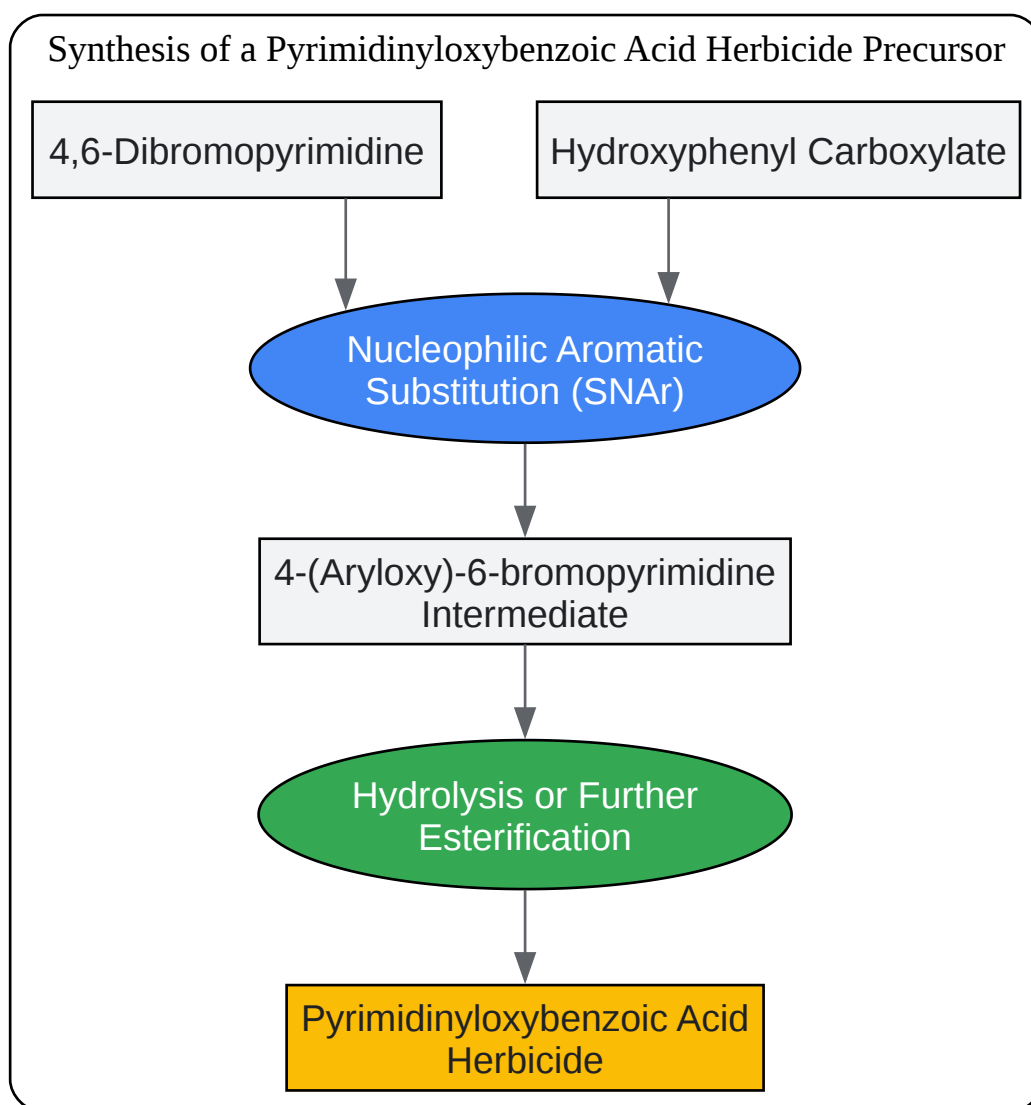 Synthesis of a Pyrimidinyloxybenzoic Acid Herbicide Precursor
4,6-Dibromopyrimidine
Hydroxyphenyl Carboxylate
Nucleophilic Aromatic
Substitution (SNAr)
4-(Aryloxy)-6-bromopyrimidine
Intermediate
Hydrolysis or Further
Esterification
Pyrimidinyloxybenzoic Acid
Herbicide